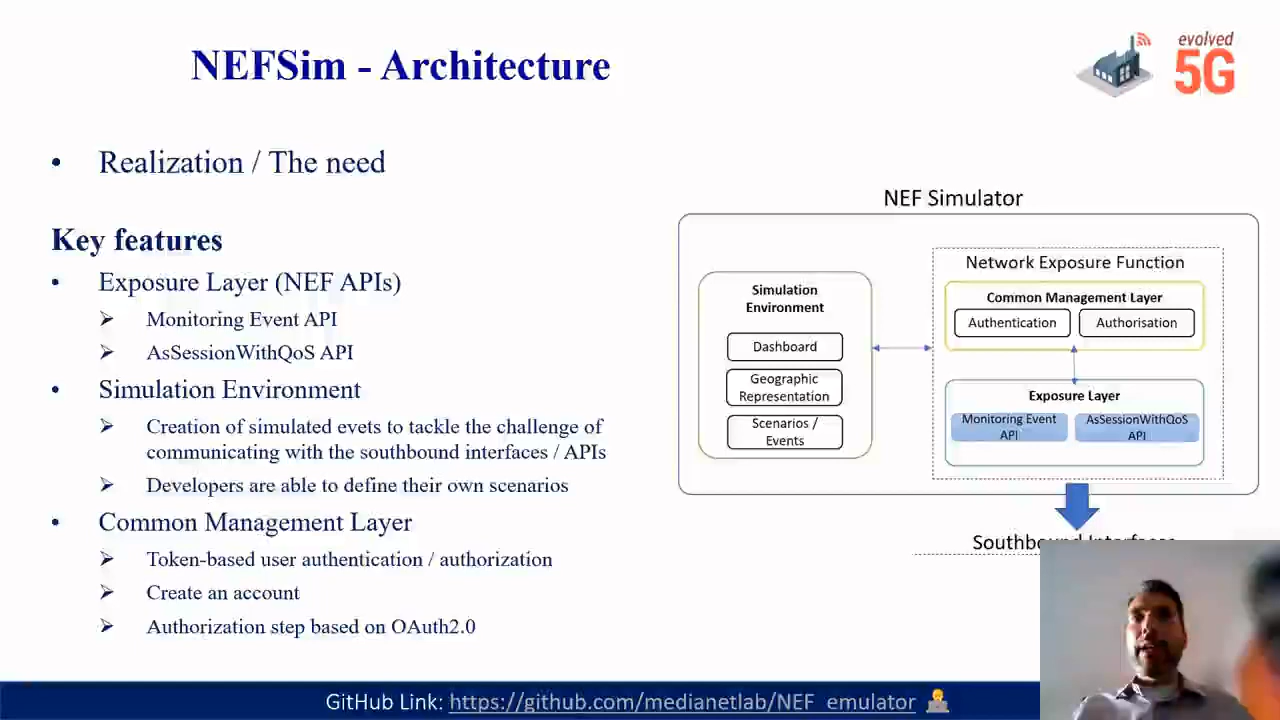 NEFSim - Architecture
evolved
5G
• Realization / The need
Key features
• Exposure Layer (NEF APIs)
➢ Monitoring Event API
➢ AsSessionWithQoS API
• Simulation Environment
➢ Creation of simulated evets to tackle the challenge of
communicating with the southbound interfaces / APIs
➢ Developers are able to define their own scenarios
• Common Management Layer
➢ Token-based user authentication / authorization
➢ Create an account
➢ Authorization step based on OAuth2.0
NEF Simulator
Simulation
Environment
Dashboard
Geographic
Representation
Scenarios /
Events
Network Exposure Function
Common Management Layer
Authentication
Authorisation
Exposure Layer
Monitoring Event
API
AsSessionWithQoS
API
Southbound Interfaces
GitHub Link: https://github.com/medianetlab/NEF_emulator